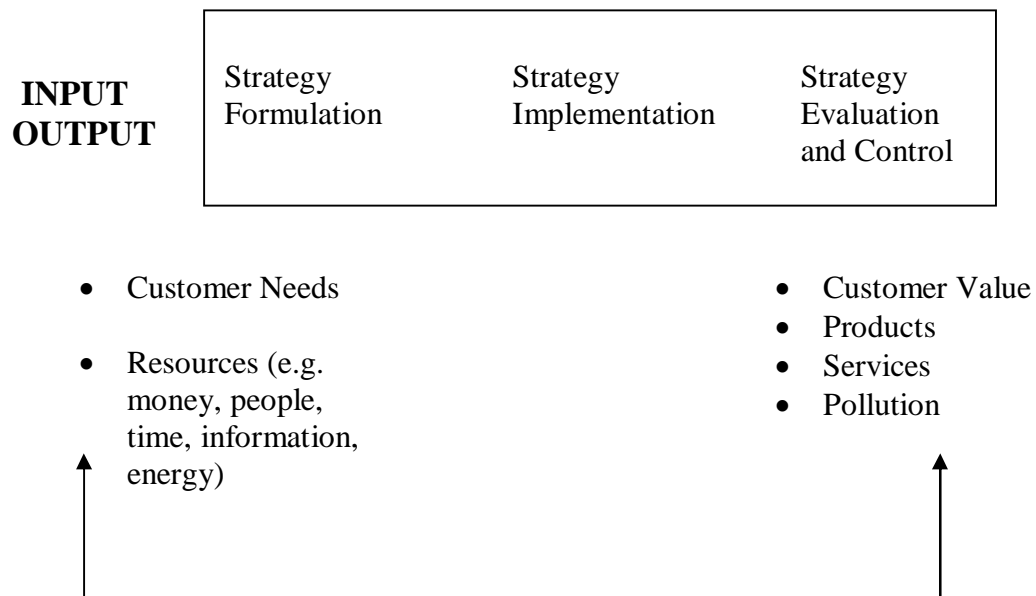 INPUT
OUTPUT
Strategy
Formulation
Strategy
Implementation
Strategy
Evaluation
and Control
• Customer Needs
• Resources (e.g.
money, people,
time, information,
energy)
• Customer Value
• Products
• Services
• Pollution